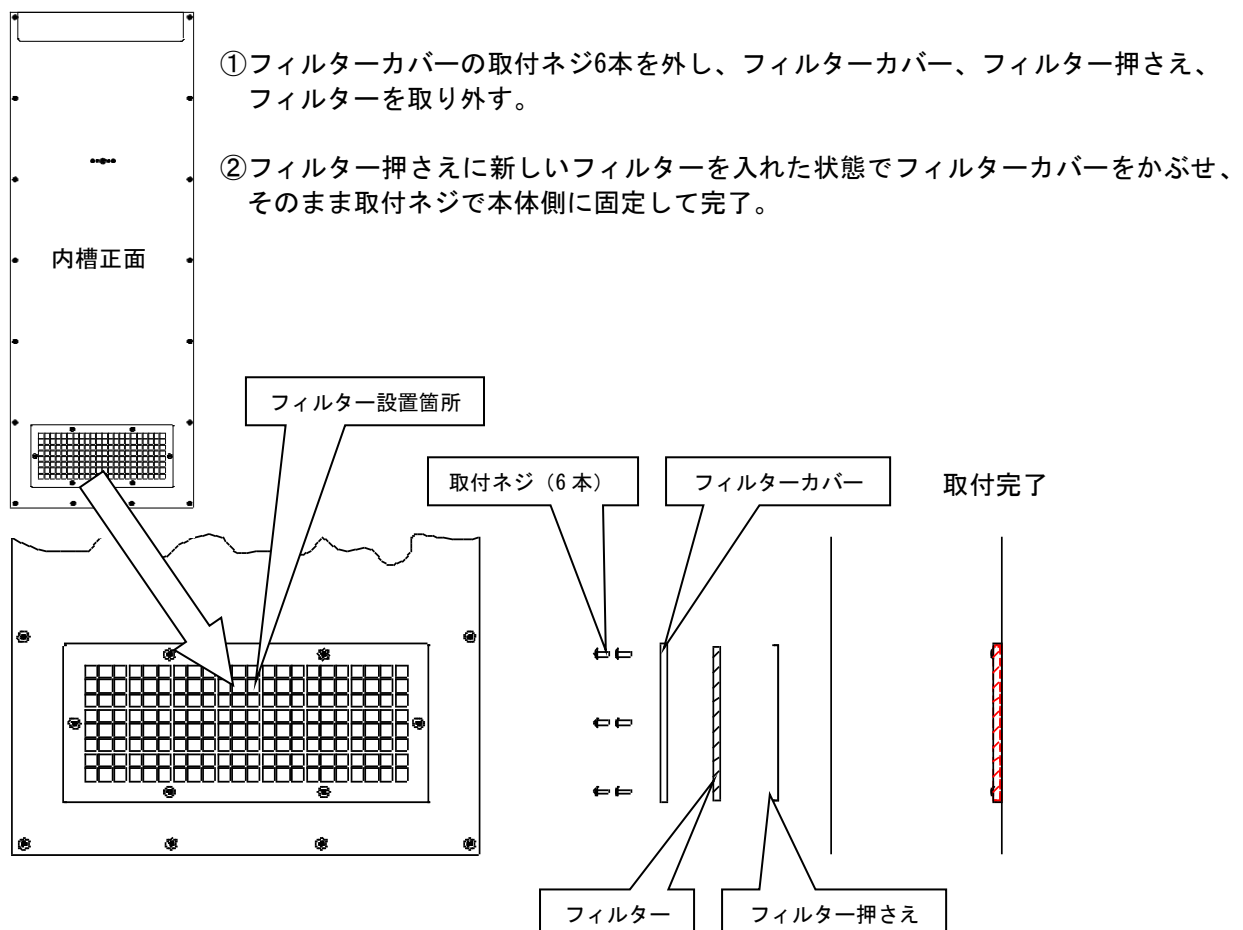 ①フィルターカバーの取付ネジ6本を外し、フィルターカバー、フィルター押さえ、
フィルターを取り外す。
②フィルター押さえに新しいフィルターを入れた状態でフィルターカバーをかぶせ、
そのまま取付ネジで本体側に固定して完了。
内槽正面
フィルター設置箇所
取付ネジ（6本）
フィルターカバー
取付完了
フィルター
フィルター押さえ